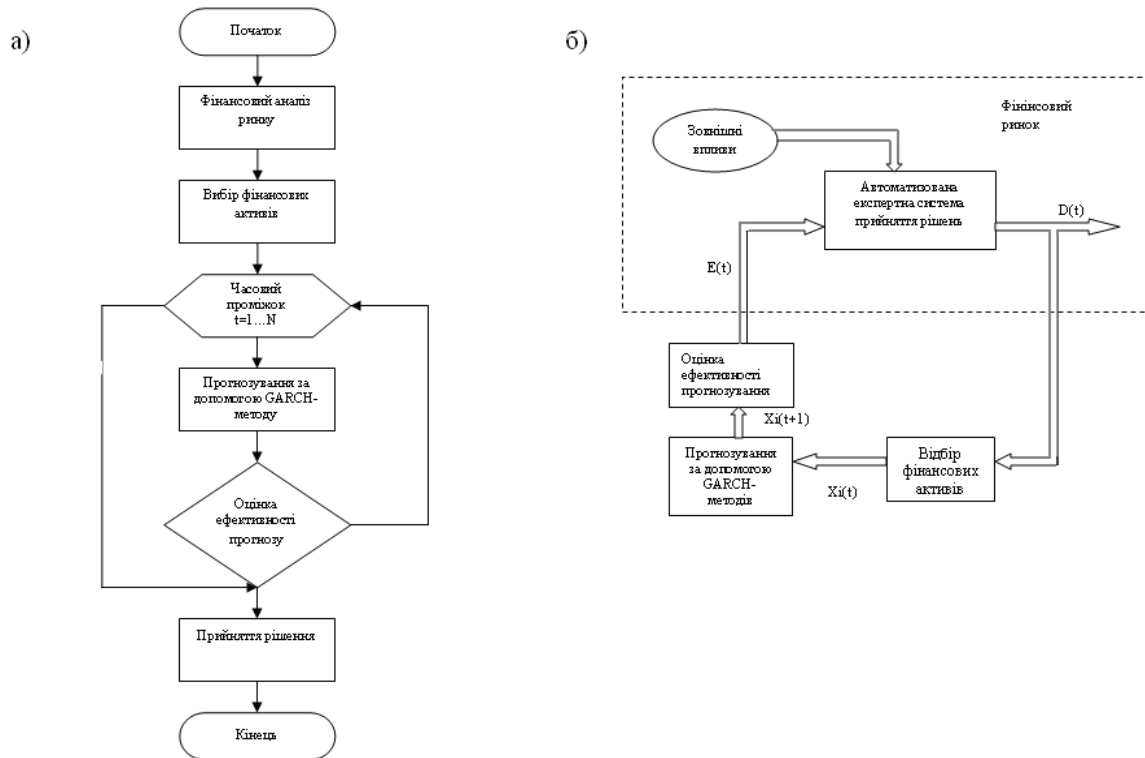 а)
Початок
Фінансовий аналіз
ринку
Вибір фінансових
активів
Часовий
проміжок
t=1...N
Прогнозування за
допомогою GARCH-
методу
Оцінка
ефективності
прогнозу
Прийняття рішення
Кінець
б)
Фінінсовий
ринок
Зовнішні
впливи
Автоматизована
експертна система
прийняття рішень
D(t)
E(t)
Оцінка
ефективності
прогнозування
Xi(t+1)
Прогнозування
за допомогою
GARCH-
методів
Xi(t)
Відбір
фінансових
активів